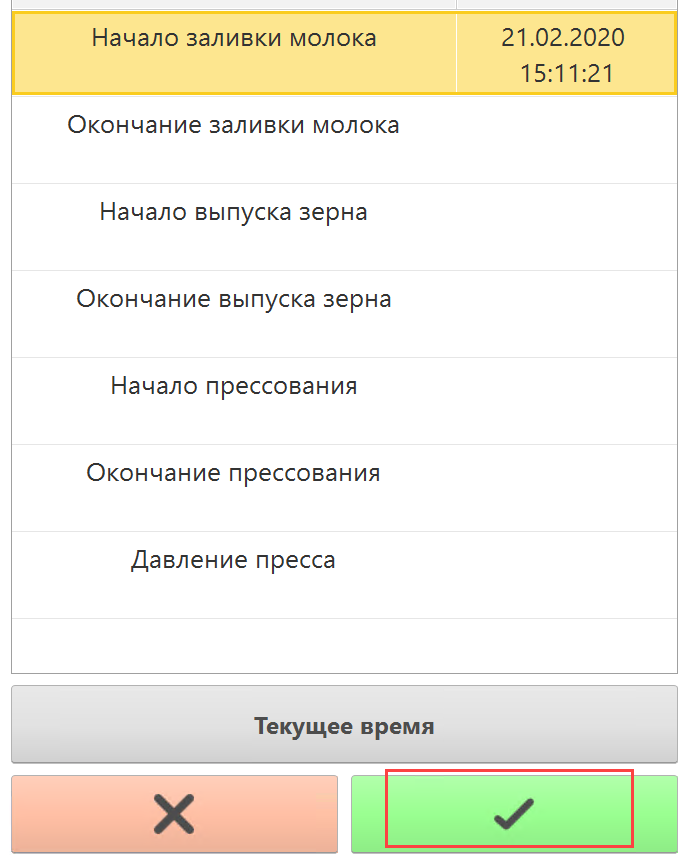 Начало заливки молока
21.02.2020
15:11:21
Окончание заливки молока
Начало выпуска зерна
Окончание выпуска зерна
Начало прессования
Окончание прессования
Давление пресса
Текущее время